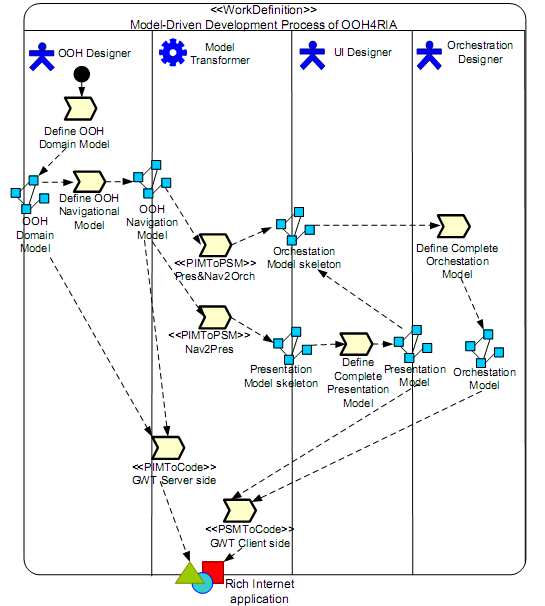 <<WorkDefinition>>
Model-Driven Development Process of OOH4RIA
OOH Designer
Model
Transformer
UI Designer
Orchestration
Designer
Define OOH
Domain Model
OOH
Domain
Model
Define OOH
Navigational
Model
OOH
Navigation
Model
<<PIMToPSM>>
Pres&Nav2Orch
Orchestation
Model skeleton
Define Complete
Orchestation
Model
<<PIMToPSM>>
Nav2Pres
Presentation
Model skeleton
Define
Complete
Presentation
Model
Presentation
Model
Orchestation
Model
<<PIMToCode>>
GWT Server side
<<PSMToCode>>
GWT Client side
Rich Internet
application